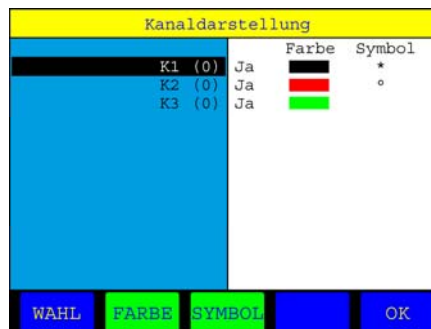 Kanaldarstellung
Farbe Symbol
K1 (0) Ja *
K2 (0) Ja °
K3 (0) Ja
WAHL FARBE SYMBOL OK